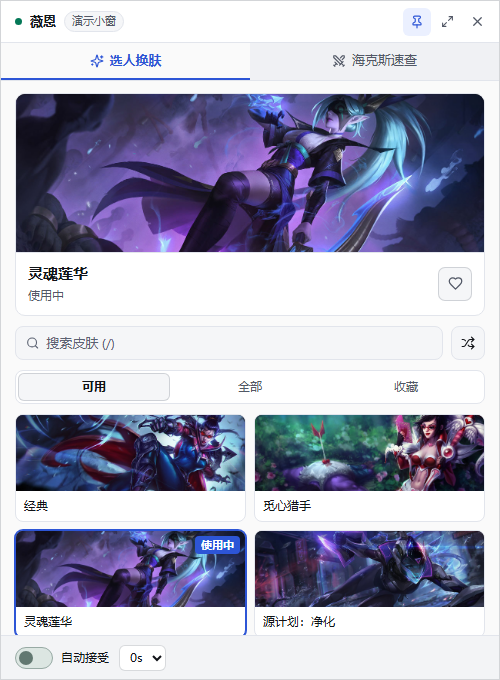 薇恩 演示小窗
选人换肤 海克斯速查
灵魂莲华
使用中
搜索皮肤 (/)
可用 全部 收藏
经典 觅心猎手
使用中
灵魂莲华 源计划：净化
自动接受 0s